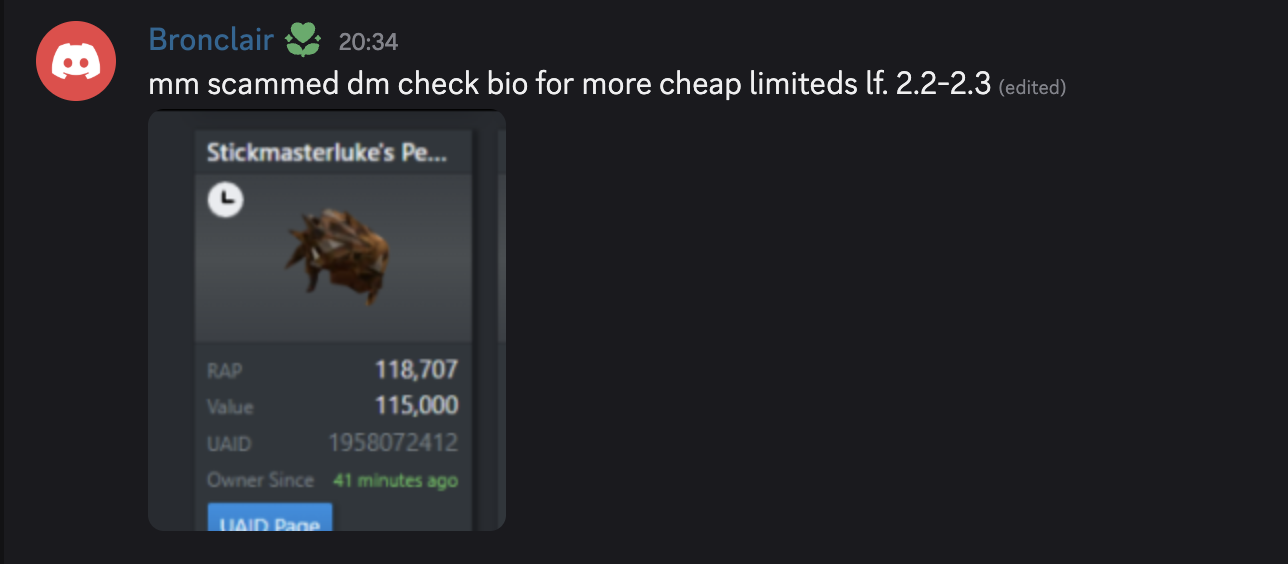 Bronclair 20:34
mm scammed dm check bio for more cheap limiteds lf. 2.2-2.3 (edited)
Stickmasterluke's Pe...
RAP 118,707
Value 115,000
UAID 1958072412
Owner Since 41 minutes ago
UAID Page